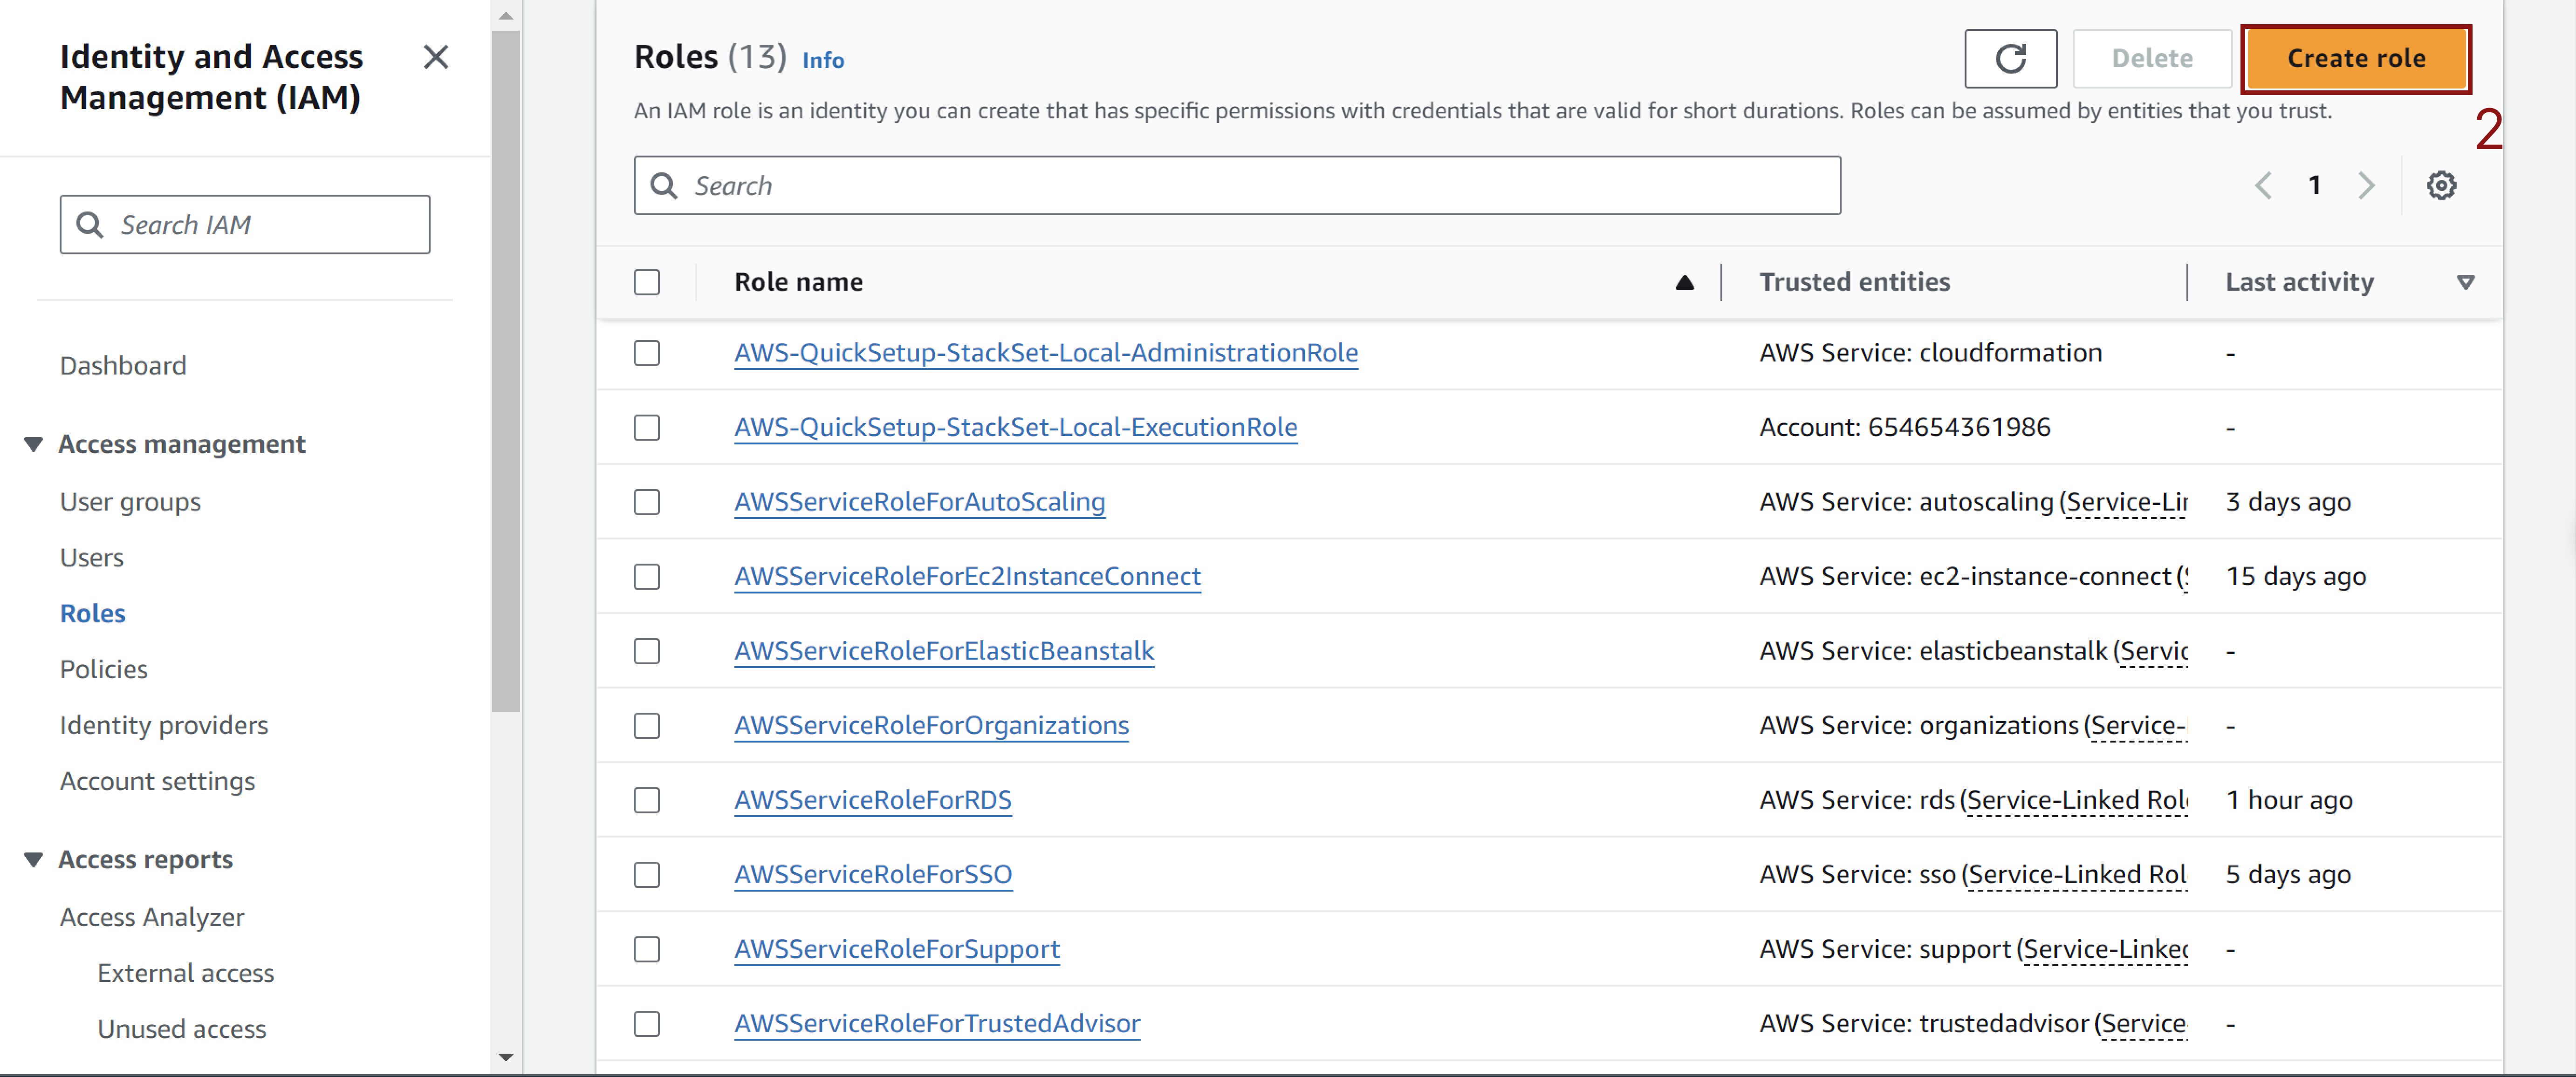 Identity and Access
Management (IAM)
Search IAM
Dashboard
Access management
User groups
Users
Roles
Policies
Identity providers
Account settings
Access reports
Access Analyzer
External access
Unused access
Roles (13) Info
Delete
Create role
An IAM role is an identity you can create that has specific permissions with credentials that are valid for short durations. Roles can be assumed by entities that you trust.
2
Search
1
Role name Trusted entities Last activity
AWS-QuickSetup-StackSet-Local-AdministrationRole AWS Service: cloudformation -
AWS-QuickSetup-StackSet-Local-ExecutionRole Account: 654654361986 -
AWSServiceRoleForAutoScaling AWS Service: autoscaling (Service-Lin 3 days ago
AWSServiceRoleForEc2InstanceConnect AWS Service: ec2-instance-connect ( 15 days ago
AWSServiceRoleForElasticBeanstalk AWS Service: elasticbeanstalk (Servic -
AWSServiceRoleForOrganizations AWS Service: organizations (Service- -
AWSServiceRoleForRDS AWS Service: rds (Service-Linked Role 1 hour ago
AWSServiceRoleForSSO AWS Service: sso (Service-Linked Rol 5 days ago
AWSServiceRoleForSupport AWS Service: support (Service-Linked -
AWSServiceRoleForTrustedAdvisor AWS Service: trustedadvisor (Service- -